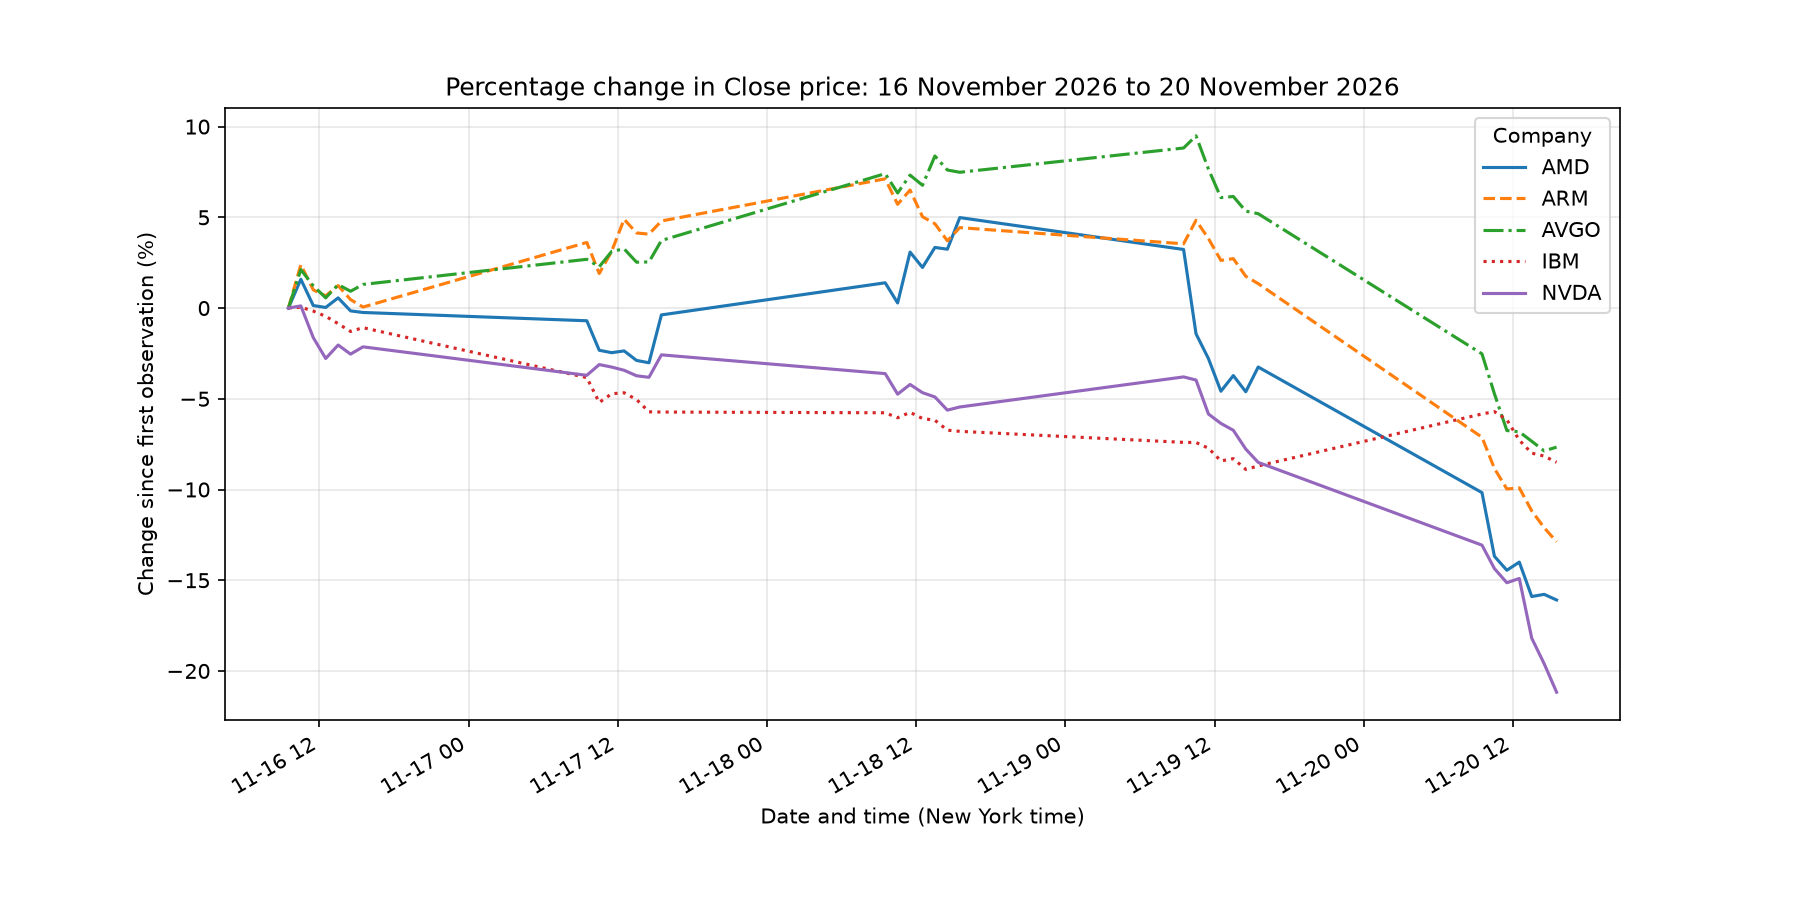 Percentage change in Close price: 16 November 2026 to 20 November 2026
Change since first observation (%)
10
5
0
−5
−10
−15
−20
Company
AMD
ARM
AVGO
IBM
NVDA
11-16 12
11-17 00
11-17 12
11-18 00
11-18 12
11-19 00
11-19 12
11-20 00
11-20 12
Date and time (New York time)